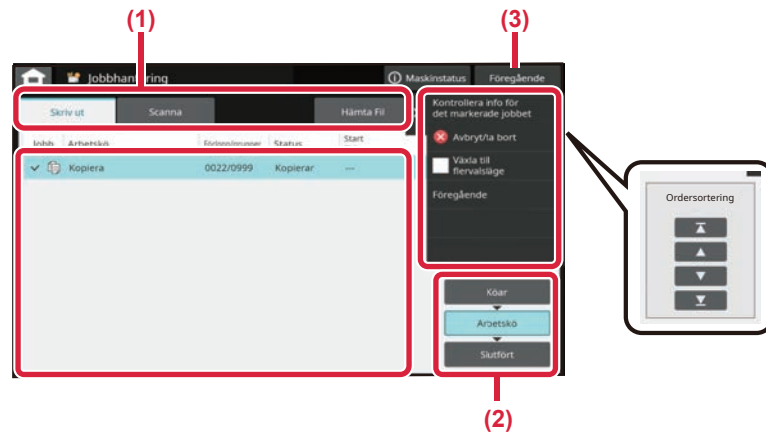 (1)
(3)
Jobbhantering
Maskinstatus
Föregående
Skriv ut
Scanna
Hämta Fil
Kontrollera info för
det markerade jobbet
Avbryt/ta bort
Växla till
flervalsläge
Föregående
Jobb
Arbetskö
Status
Start
Kopiera
0022/0999
Kopierar
---
Ordersortering
Köar
Arbetskö
Slutfört
(2)